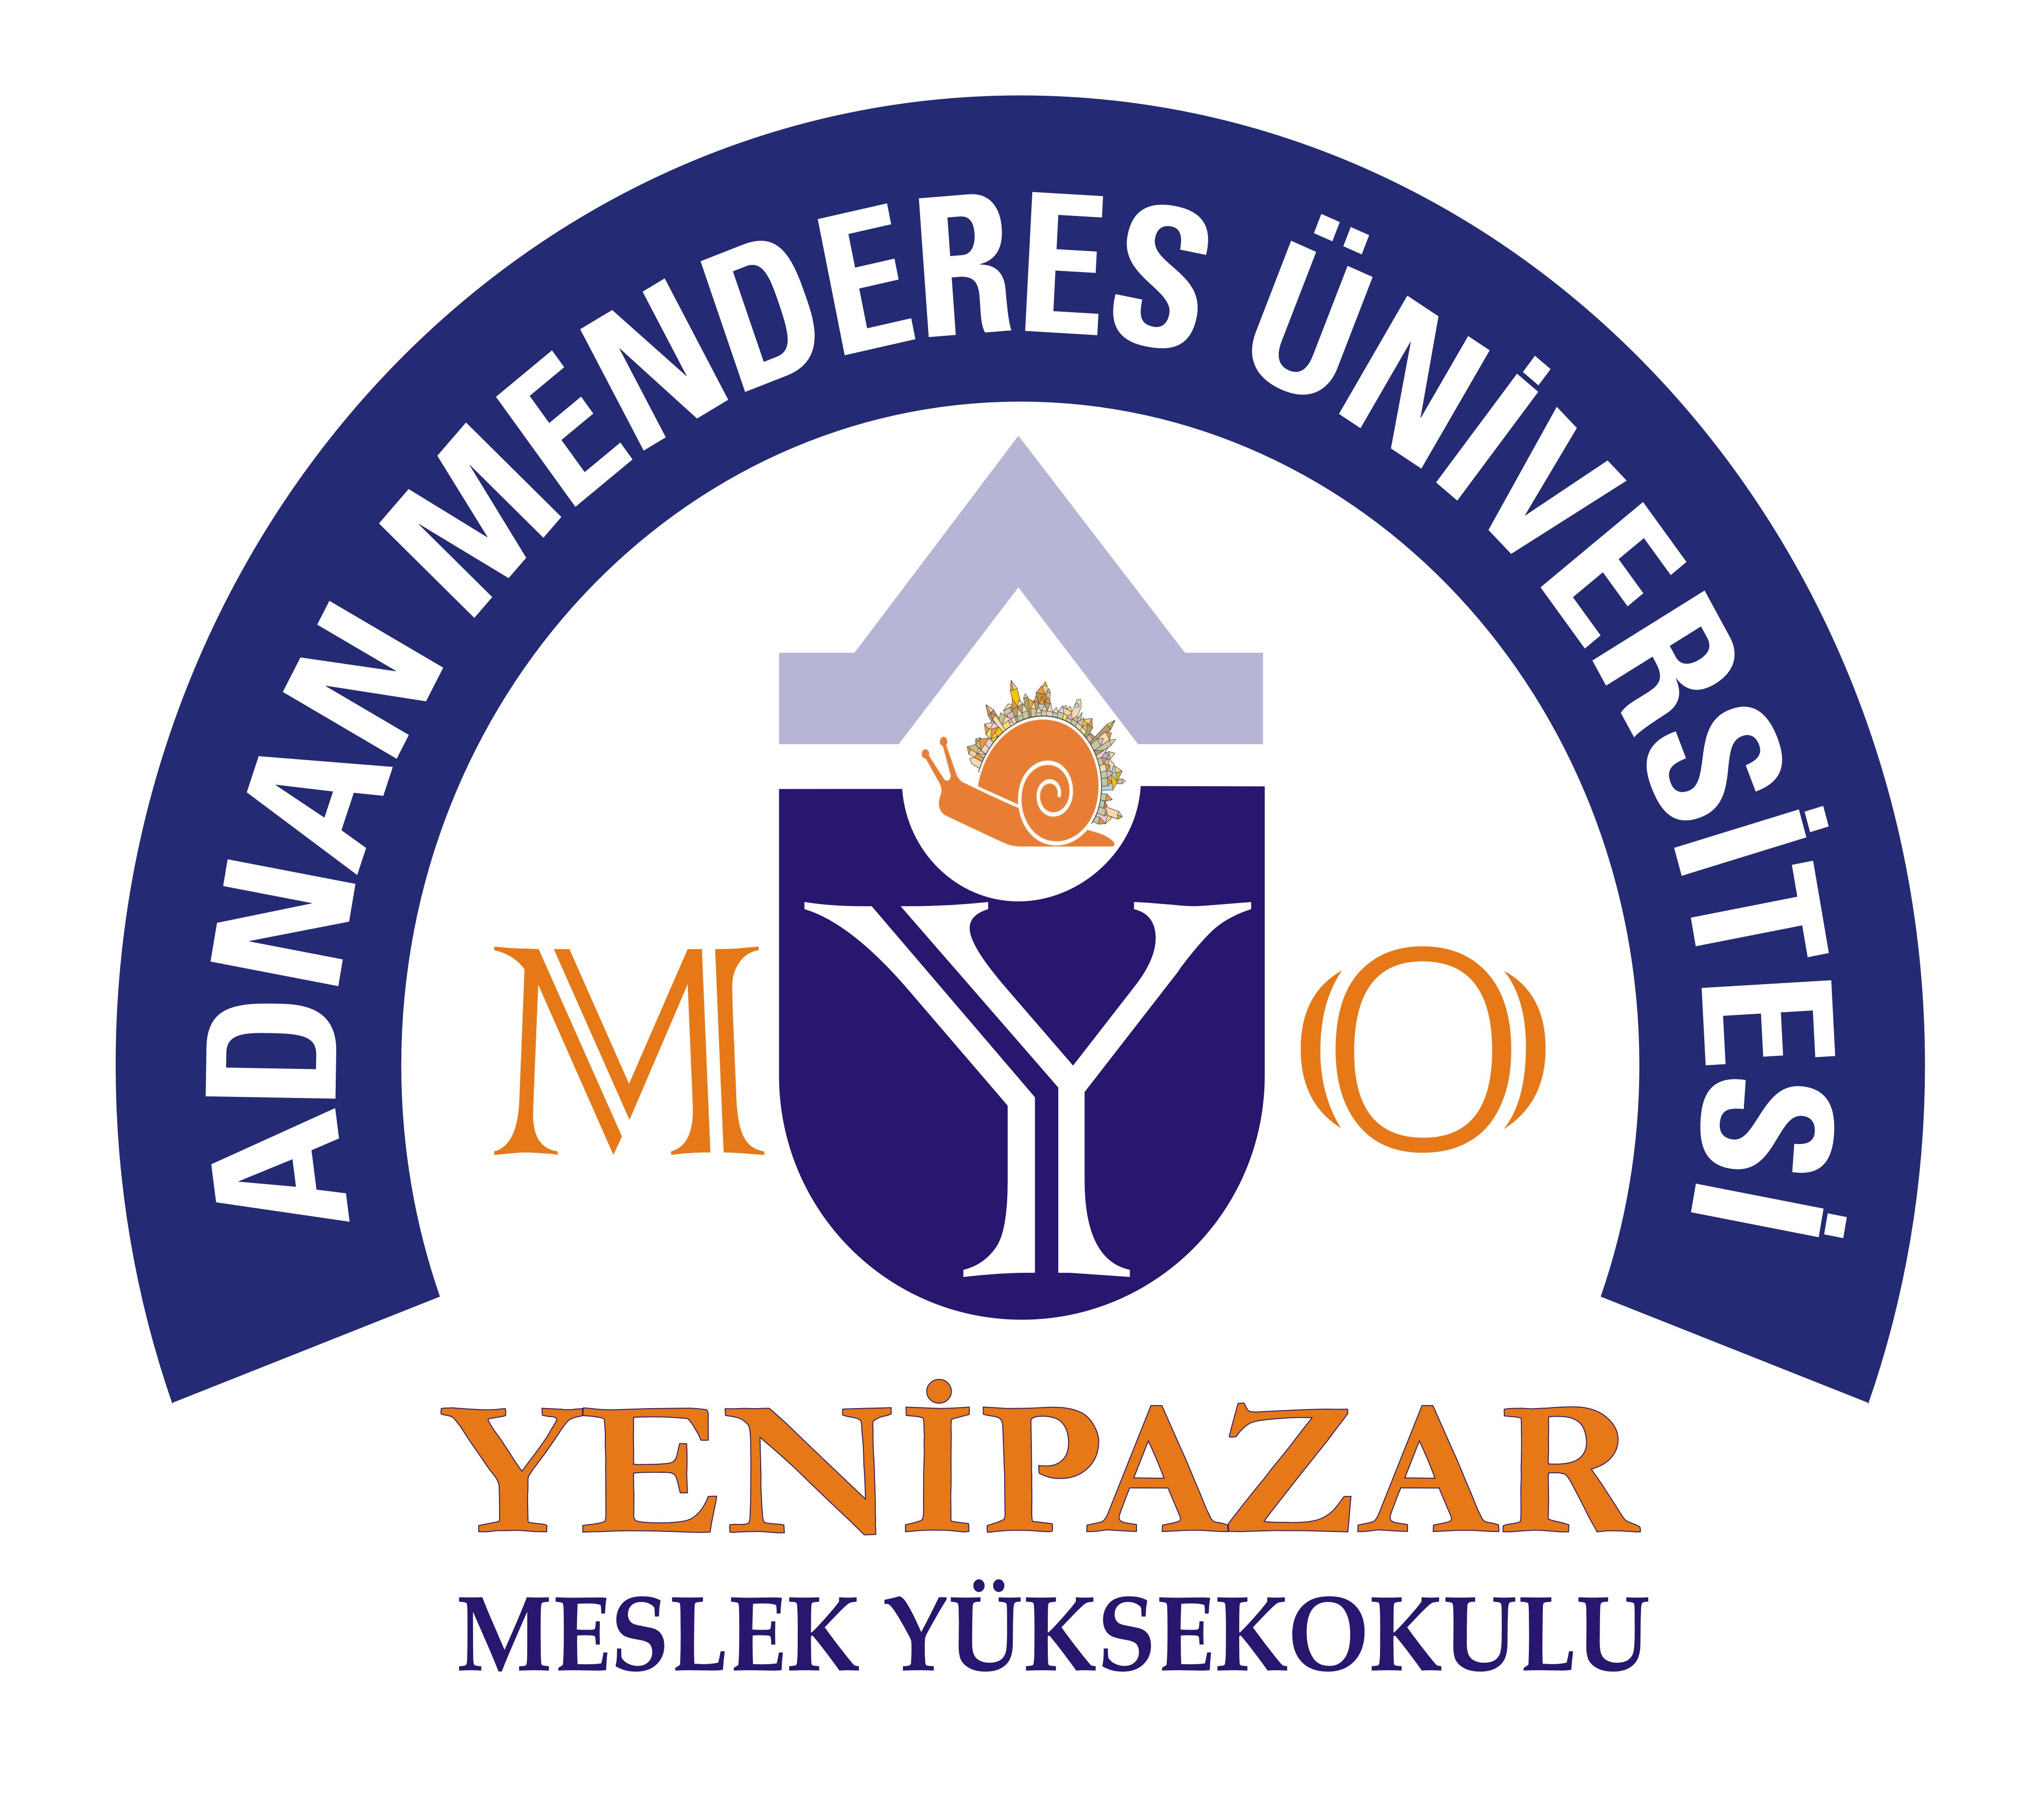 ADNAN MENDERES ÜNİVERSİTESİ
MYO
YENİPAZAR
MESLEK YÜKSEKOKULU